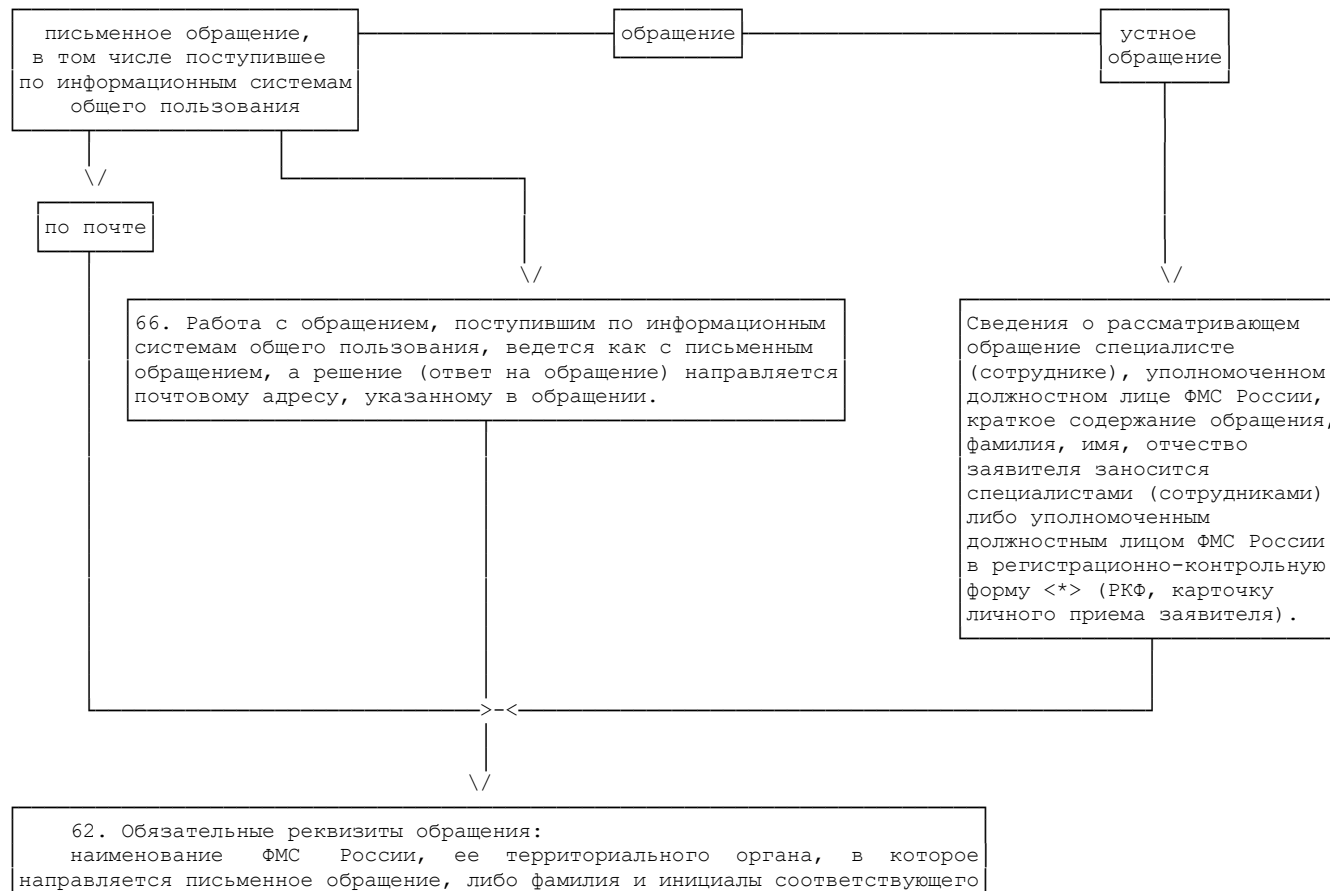 письменное обращение,
в том числе поступившее
по информационным системам
общего пользования
обращение
устное
обращение
по почте
66. Работа с обращением, поступившим по информационным
системам общего пользования, ведется как с письменным
обращением, а решение (ответ на обращение) направляется
почтовому адресу, указанному в обращении.
Сведения о рассматривающем
обращение специалисте
(сотруднике), уполномоченном
должностном лице ФМС России,
краткое содержание обращения,
фамилия, имя, отчество
заявителя заносится
специалистами (сотрудниками)
либо уполномоченным
должностным лицом ФМС России
в регистрационно-контрольную
форму <*> (РКФ, карточку
личного приема заявителя).
62. Обязательные реквизиты обращения:
наименование ФМС России, ее территориального органа, в которое
направляется письменное обращение, либо фамилия и инициалы соответствующего